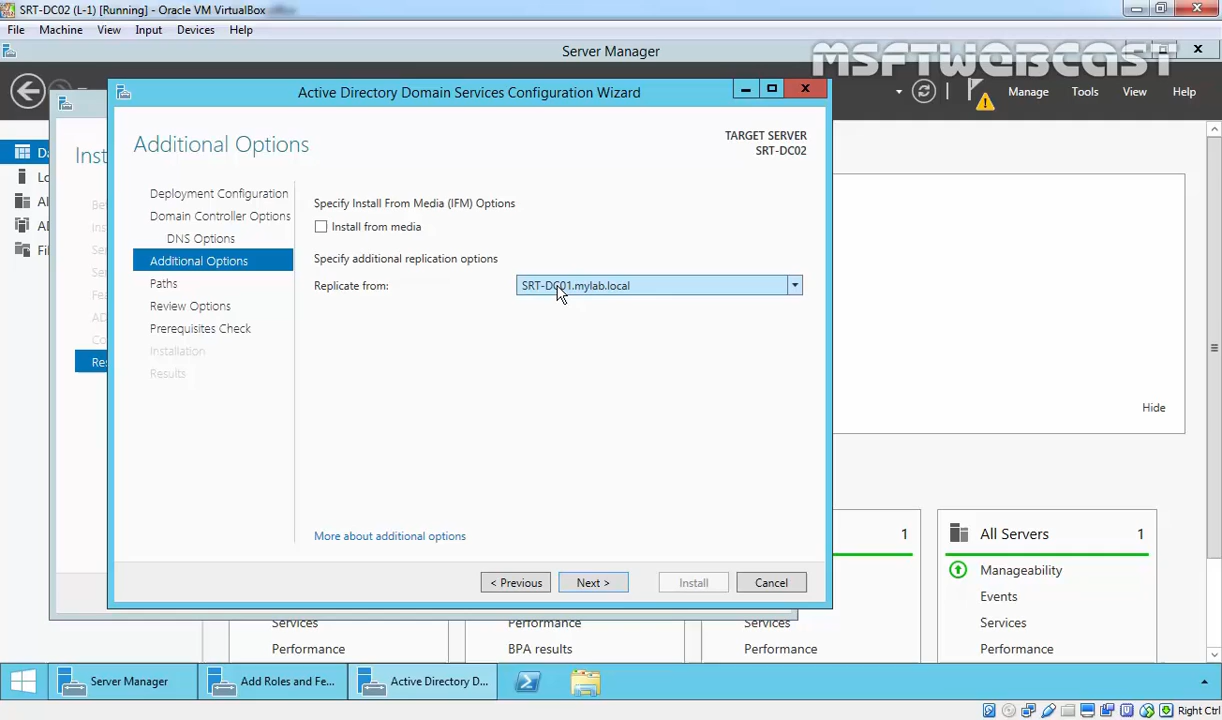 SRT-DC02 (L-1) [Running] - Oracle VM VirtualBox
File Machine View Input Devices Help
Server Manager
MSFTWEBCAST
Manage Tools View Help
Active Directory Domain Services Configuration Wizard
Additional Options
TARGET SERVER
SRT-DC02
Deployment Configuration
Domain Controller Options
DNS Options
Additional Options
Paths
Review Options
Prerequisites Check
Installation
Results
Specify Install From Media (IFM) Options
Install from media
Specify additional replication options
Replicate from: SRT-DC01.mylab.local
More about additional options
< Previous Next > Install Cancel
Hide
1
All Servers 1
Manageability
Events
Services
Performance
Services
Performance
Performance
BPA results
Services
Performance
Server Manager Add Roles and Fe... Active Directory D...
Right Ctrl